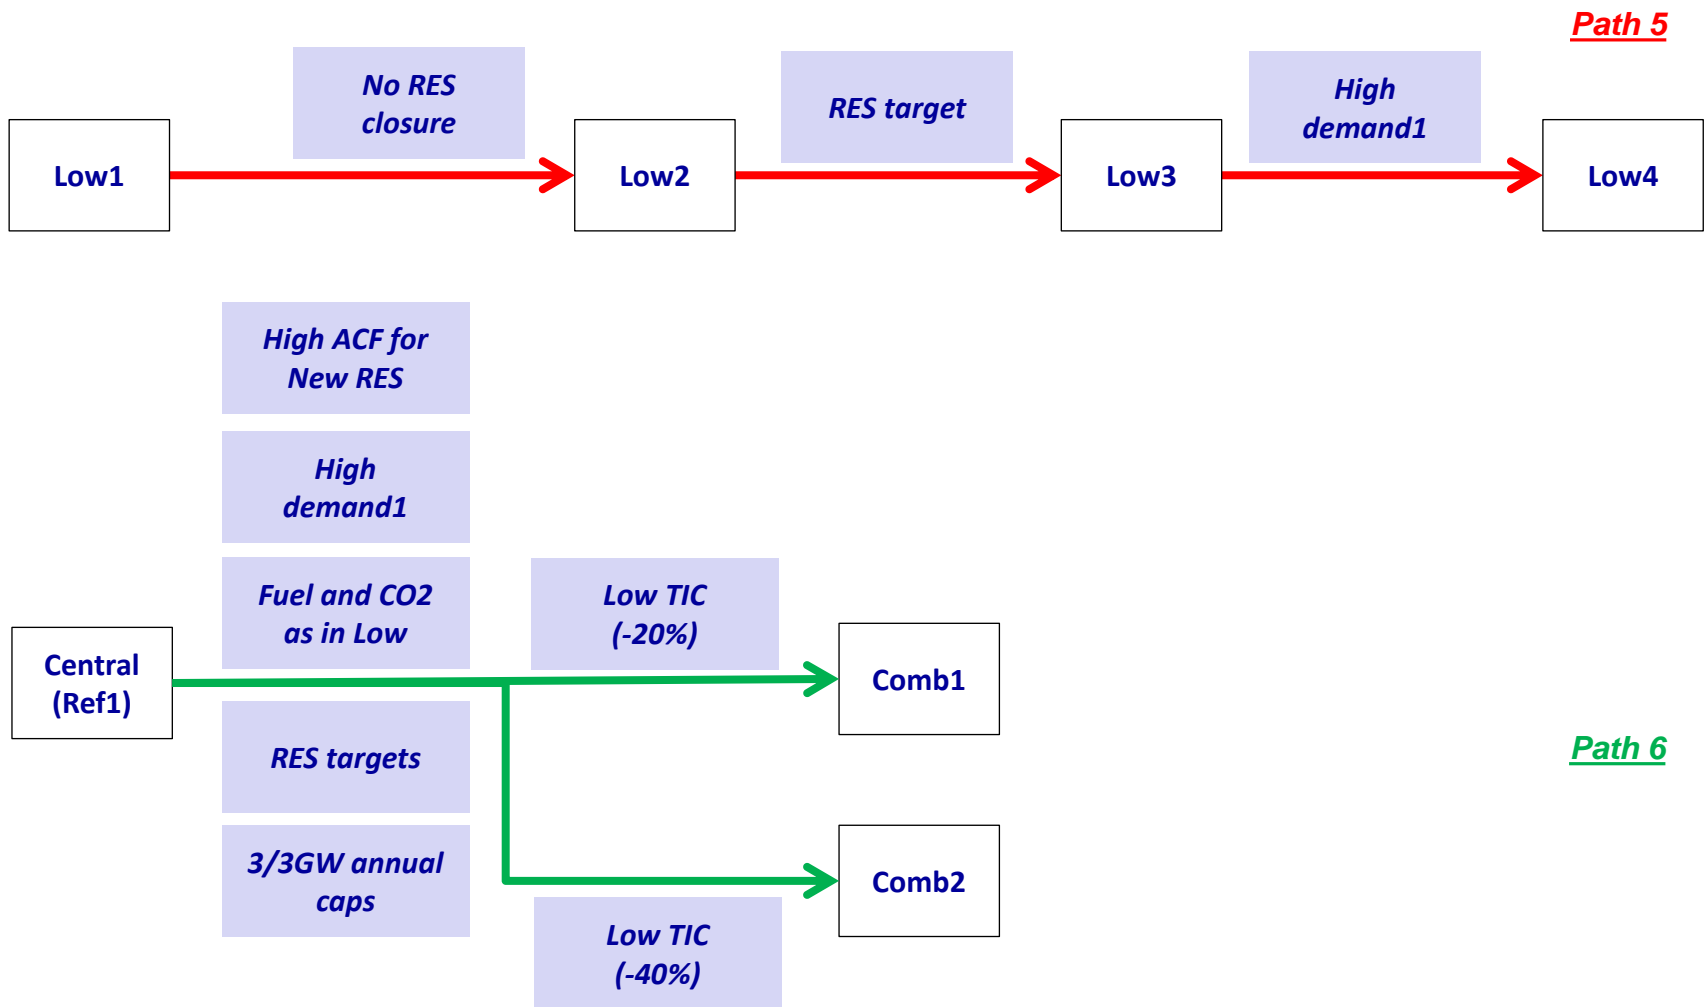 Path 5
No RES
closure
RES target
High
demand1
Low1
Low2
Low3
Low4
High ACF for
New RES
High
demand1
Fuel and CO2
as in Low
Low TIC
(-20%)
Central
(Ref1)
Comb1
RES targets
Path 6
3/3GW annual
caps
Comb2
Low TIC
(-40%)